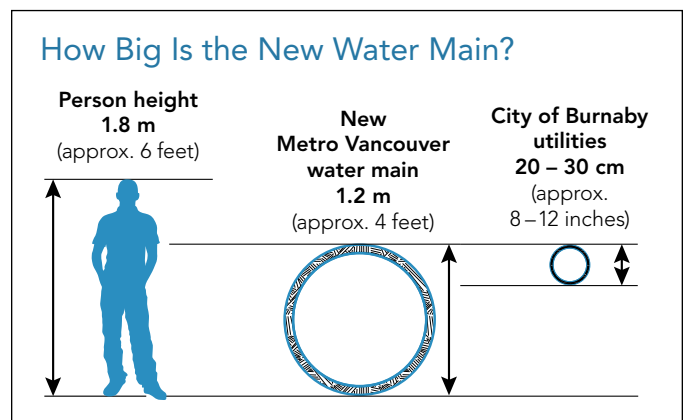 How Big Is the New Water Main?
Person height
1.8 m
(approx. 6 feet)
New
Metro Vancouver
water main
1.2 m
(approx. 4 feet)
City of Burnaby
utilities
20 – 30 cm
(approx.
8 – 12 inches)